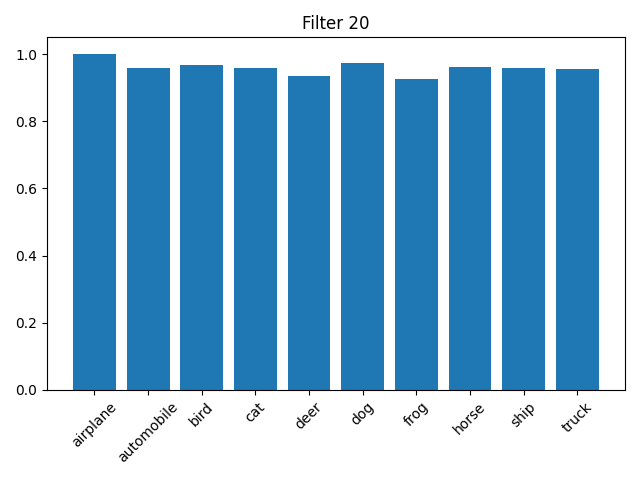 Filter 20
1.0
0.8
0.6
0.4
0.2
0.0
airplane
automobile
bird
cat
deer
dog
frog
horse
ship
truck